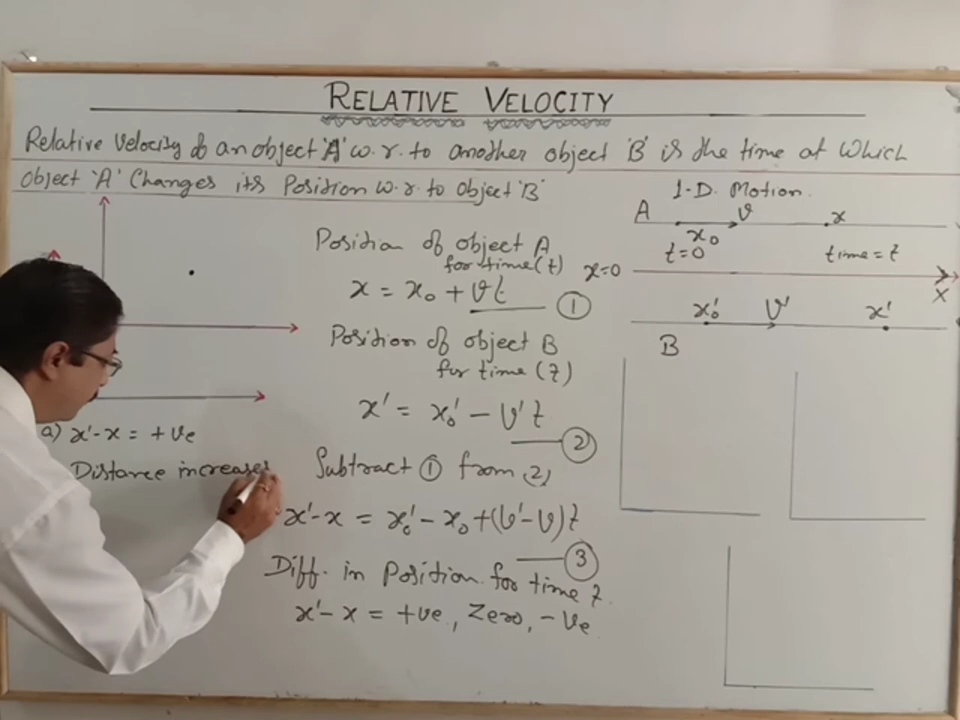 RELATIVE VELOCITY
Relative Velocity of an object 'A' w.r. to another object 'B' is the time at which
object 'A' Changes its Position w.r. to object 'B'
1-D. Motion.
A v x
x₀
t=0 time = t
x=0
X
x₀' v' x'
B
Position of object A
for time (t)
x = x₀ + vt ①
Position of object B
for time (t)
x' = x₀' - v't ②
Subtract ① from (2)
x'-x = x₀' - x₀ + (v'-v)t ③
Diff. in Position for time t.
x'-x = +ve, Zero, -ve
a) x'-x = +ve
Distance increases